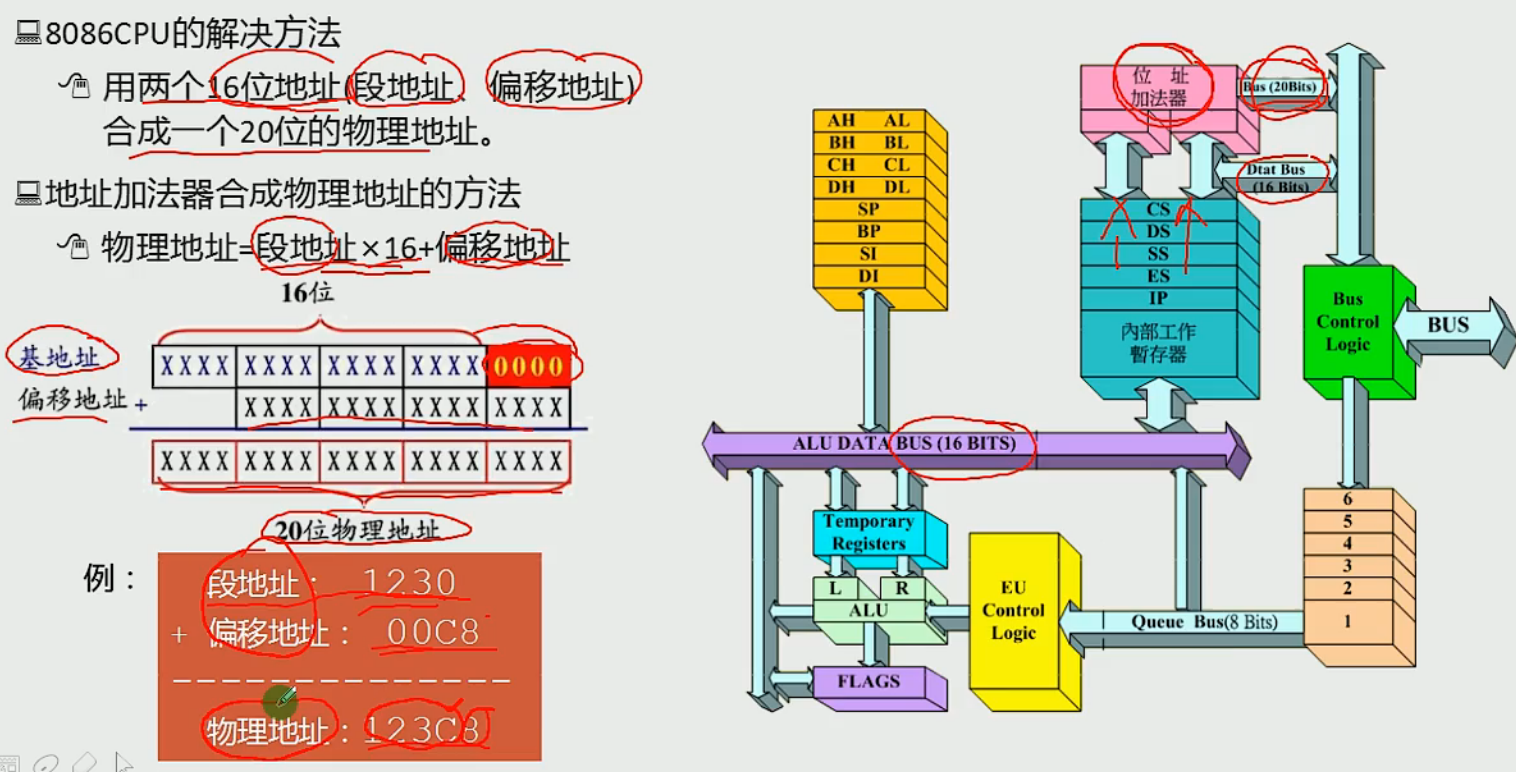 8086CPU的解决方法
用两个16位地址(段地址、偏移地址)
合成一个20位的物理地址。
地址加法器合成物理地址的方法
物理地址=段地址×16+偏移地址
16位
基地址 XXXX XXXX XXXX XXXX 0000
偏移地址 + XXXX XXXX XXXX XXXX
XXXX XXXX XXXX XXXX XXXX
20位物理地址
例：
段地址： 1230
+ 偏移地址： 00C8
---------------
物理地址：123C8
AH AL
BH BL
CH CL
DH DL
SP
BP
SI
DI
位 址
加法器
Bus (20Bits)
Dtat Bus
(16 Bits)
CS
DS
SS
ES
IP
內部工作
暫存器
Bus
Control
Logic
BUS
ALU DATA BUS (16 BITS)
Temporary
Registers
L R
ALU
FLAGS
EU
Control
Logic
Queue Bus(8 Bits)
6
5
4
3
2
1